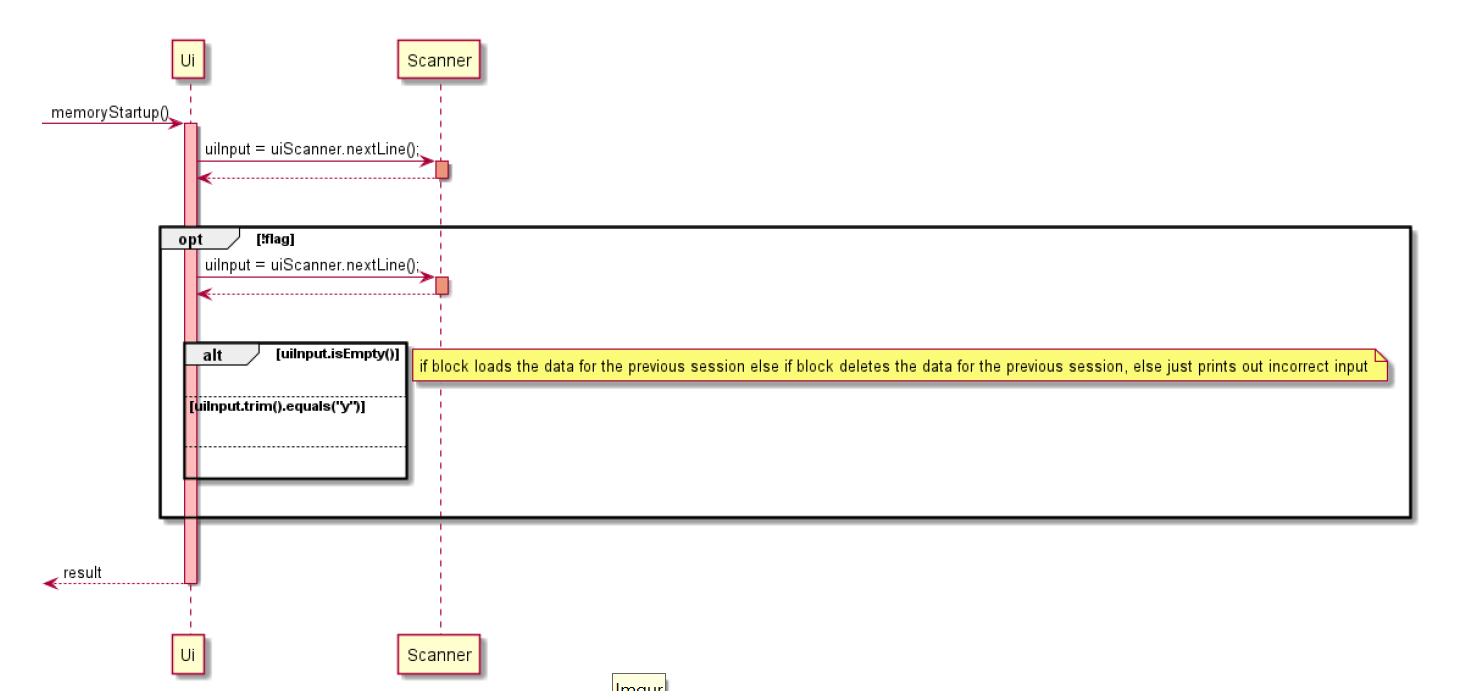 Ui
Scanner
memoryStartup()
uiInput = uiScanner.nextLine();
opt
[!flag]
uiInput = uiScanner.nextLine();
alt
[uiInput.isEmpty()]
if block loads the data for the previous session else if block deletes the data for the previous session, else just prints out incorrect input
[uiInput.trim().equals("y")]
result
Ui
Scanner
Imgur